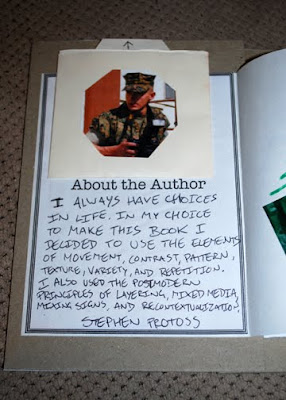 About the Author
I ALWAYS HAVE CHOICES
IN LIFE. IN MY CHOICE
TO MAKE THIS BOOK I
DECIDED TO USE THE ELEMENTS
OF MOVEMENT, CONTRAST, PATTERN,
TEXTURE, VARIETY, AND REPETITION.
I ALSO USED THE POSTMODERN
PRINCIPLES OF LAYERING, MIXED MEDIA,
MIXING SIGNS, AND RECONTEXTUALIZATION.
STEPHEN PROTOSS